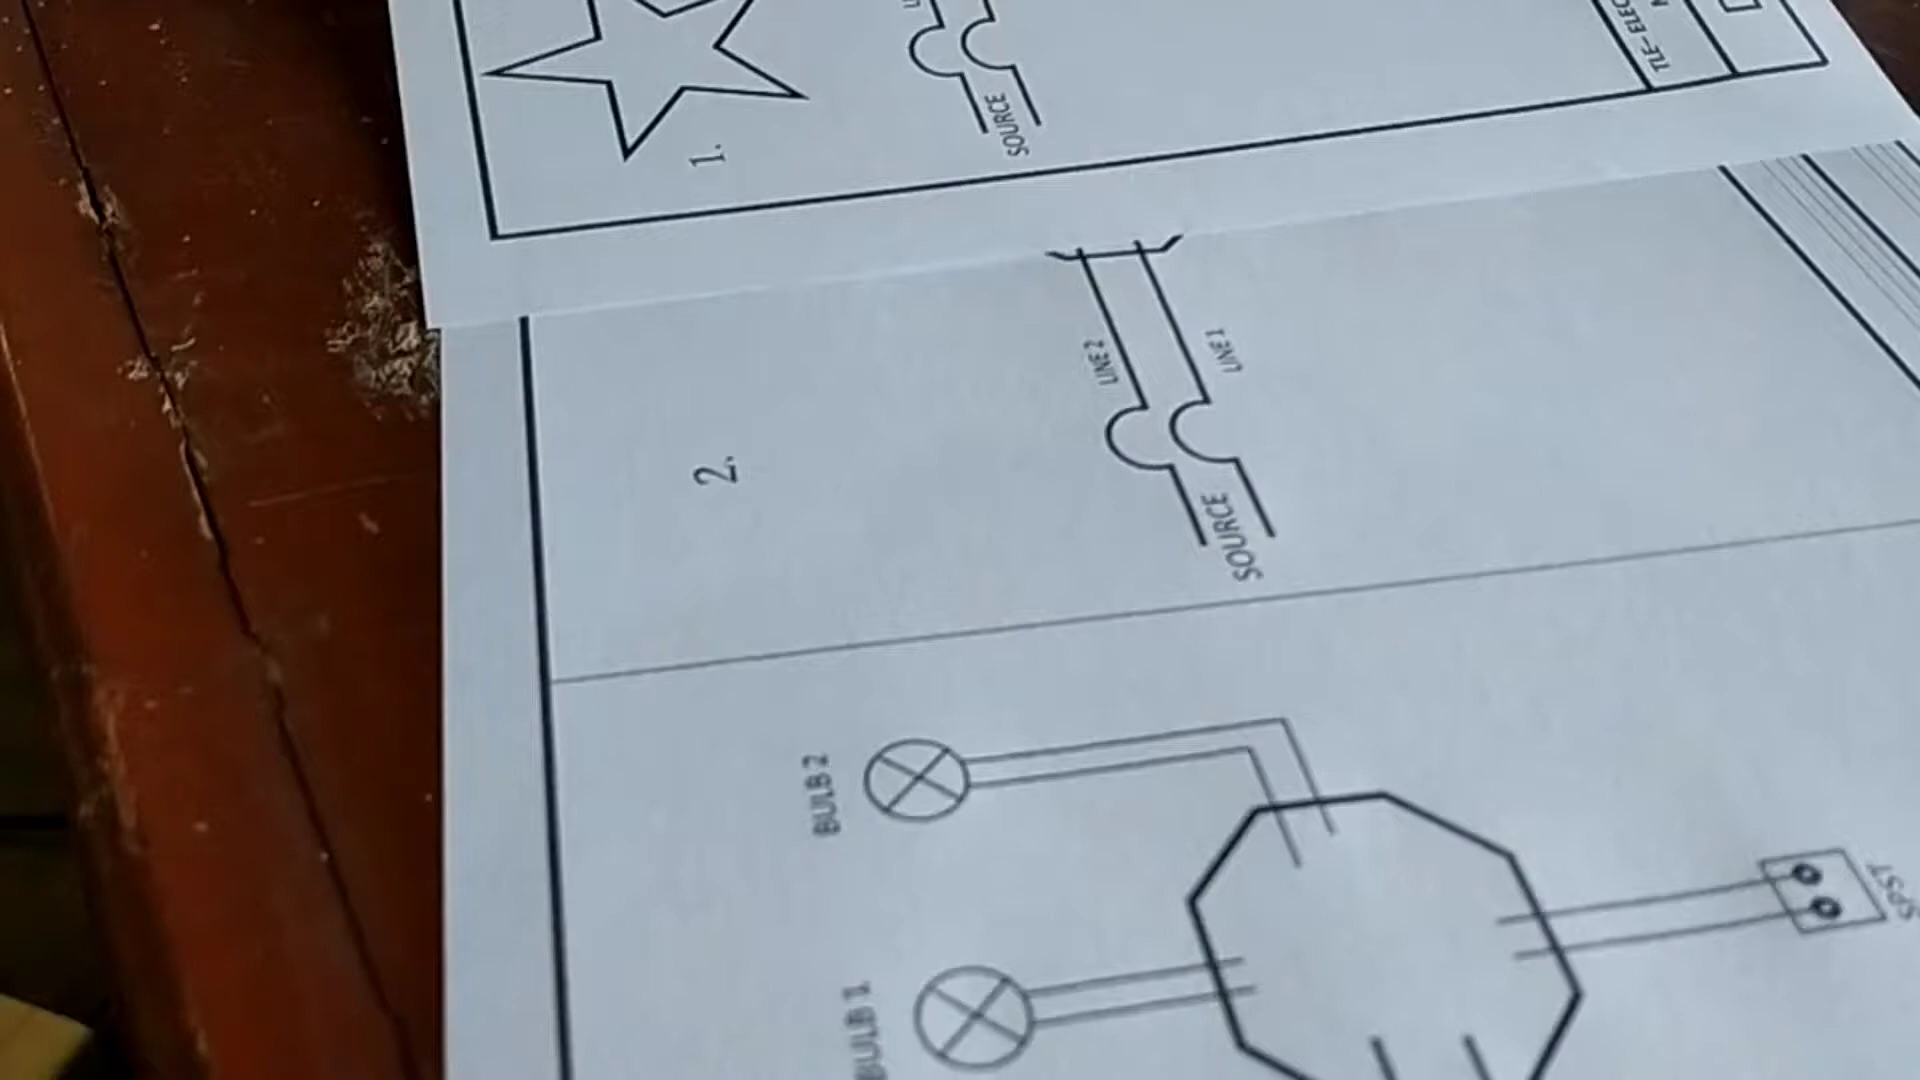 1.
SOURCE
TLE-ELEC
2.
LINE 2
LINE 1
SOURCE
BULB 2
BULB 1
SPST